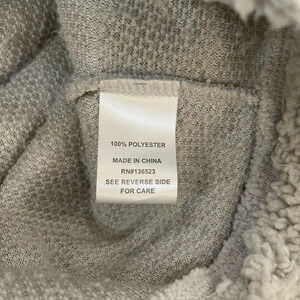 100% POLYESTER
MADE IN CHINA
RN#136523
SEE REVERSE SIDE
FOR CARE